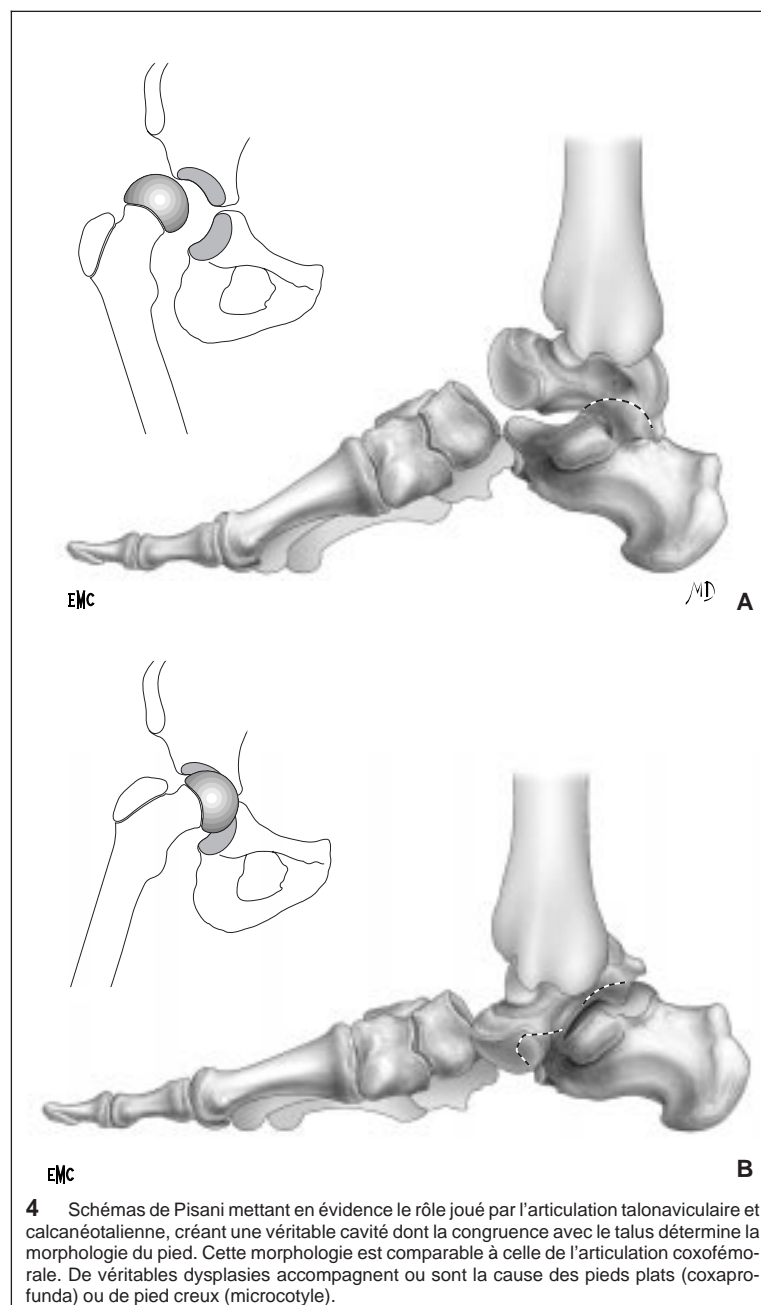 EMC
MD
A
EMC
B
4 Schémas de Pisani mettant en évidence le rôle joué par l'articulation talonaviculaire et
calcanéotalienne, créant une véritable cavité dont la congruence avec le talus détermine la
morphologie du pied. Cette morphologie est comparable à celle de l'articulation coxofémo-
rale. De véritables dysplasies accompagnent ou sont la cause des pieds plats (coxapro-
funda) ou de pied creux (microcotyle).